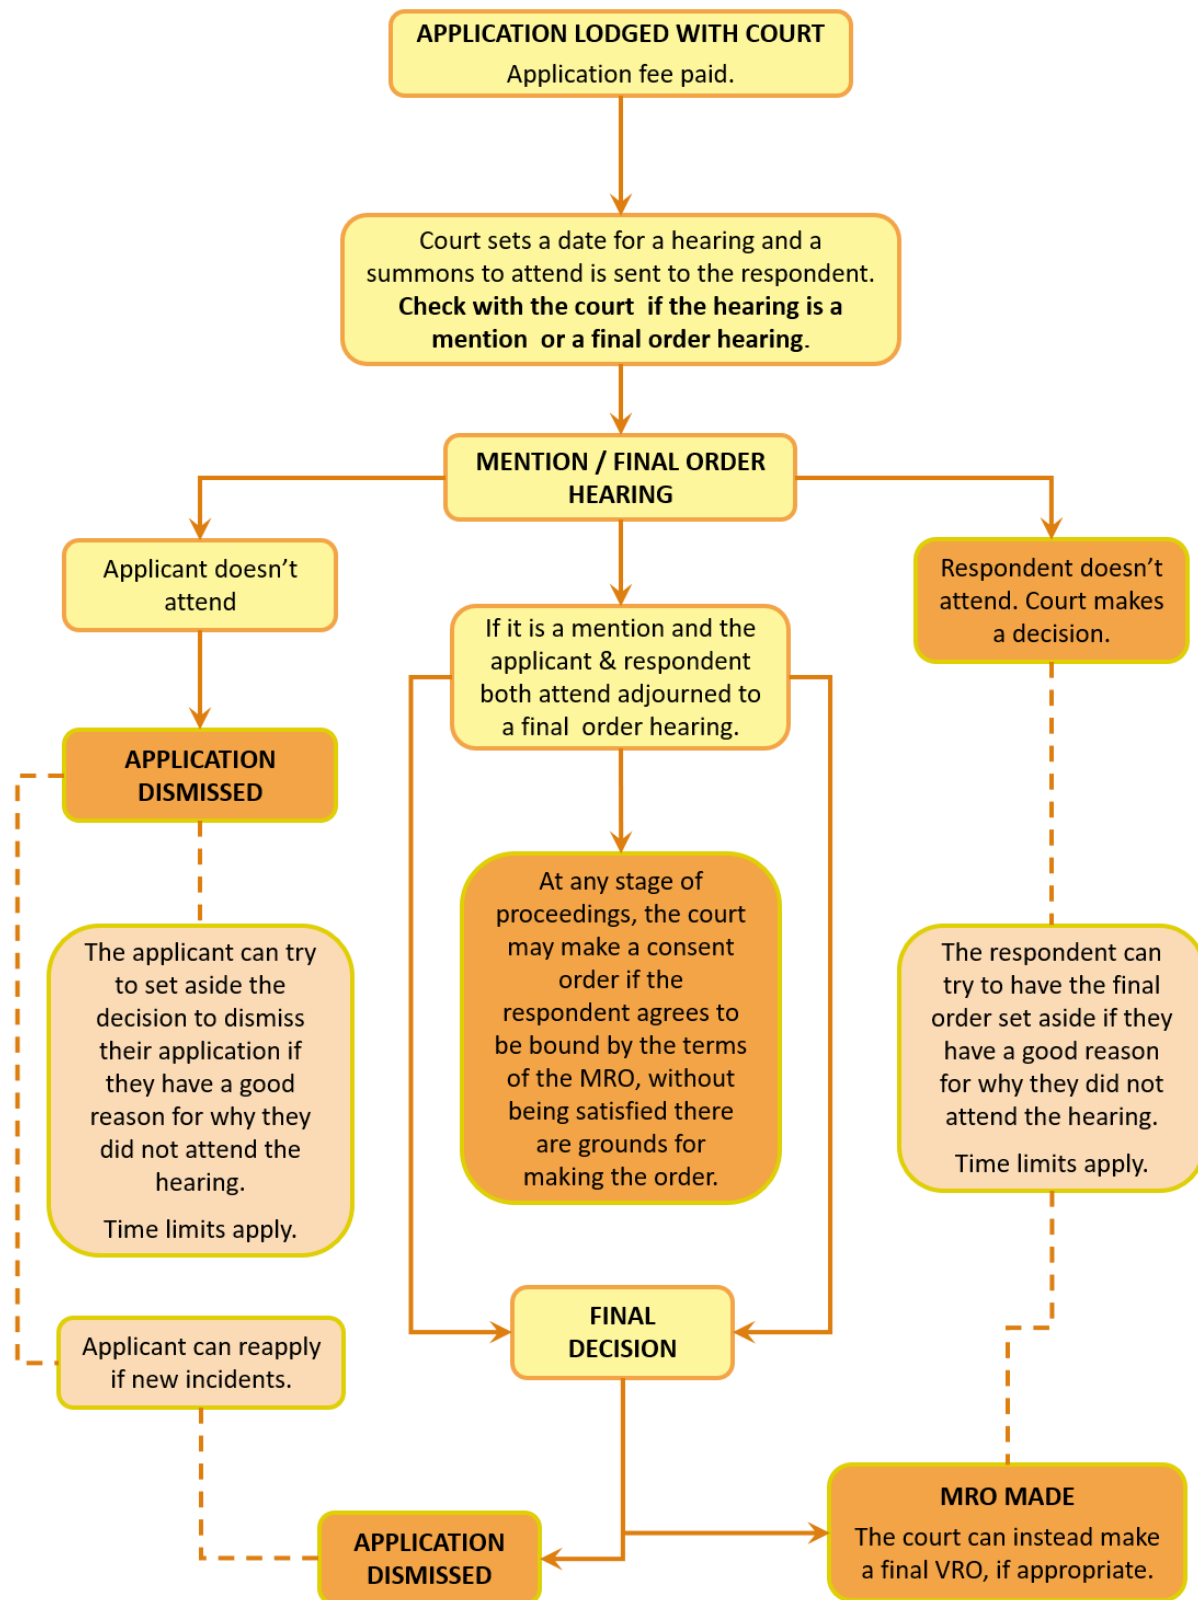 APPLICATION LODGED WITH COURT
Application fee paid.
Court sets a date for a hearing and a
summons to attend is sent to the respondent.
Check with the court if the hearing is a
mention or a final order hearing.
MENTION / FINAL ORDER
HEARING
Applicant doesn’t
attend
If it is a mention and the
applicant & respondent
both attend adjourned to
a final order hearing.
Respondent doesn’t
attend. Court makes
a decision.
APPLICATION
DISMISSED
At any stage of
proceedings, the court
may make a consent
order if the
respondent agrees to
be bound by the terms
of the MRO, without
being satisfied there
are grounds for
making the order.
The applicant can try
to set aside the
decision to dismiss
their application if
they have a good
reason for why they
did not attend the
hearing.
Time limits apply.
The respondent can
try to have the final
order set aside if they
have a good reason
for why they did not
attend the hearing.
Time limits apply.
FINAL
DECISION
Applicant can reapply
if new incidents.
APPLICATION
DISMISSED
MRO MADE
The court can instead make
a final VRO, if appropriate.